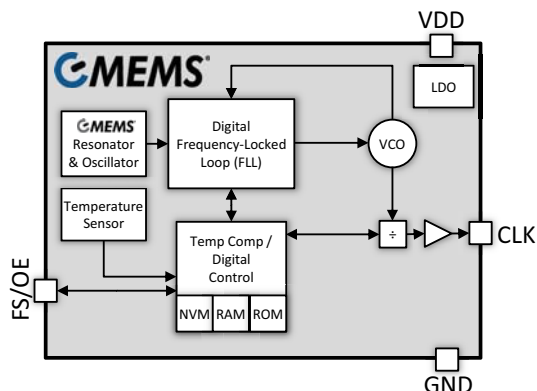 VDD
CMEMS®
LDO
CMEMS®
Resonator
& Oscillator
Digital
Frequency-Locked
Loop (FLL)
VCO
Temperature
Sensor
Temp Comp /
Digital
Control
÷
CLK
FS/OE
NVM RAM ROM
GND